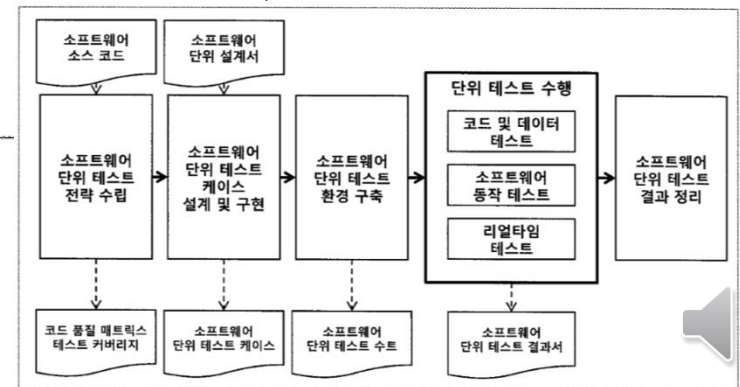 소프트웨어
소스 코드
소프트웨어
단위 설계서
소프트웨어
단위 테스트
전략 수립
소프트웨어
단위 테스트
케이스
설계 및 구현
소프트웨어
단위 테스트
환경 구축
단위 테스트 수행
코드 및 데이터
테스트
소프트웨어
동작 테스트
리얼타임
테스트
소프트웨어
단위 테스트
결과 정리
코드 품질 매트릭스
테스트 커버리지
소프트웨어
단위 테스트 케이스
소프트웨어
단위 테스트 수트
소프트웨어
단위 테스트 결과서